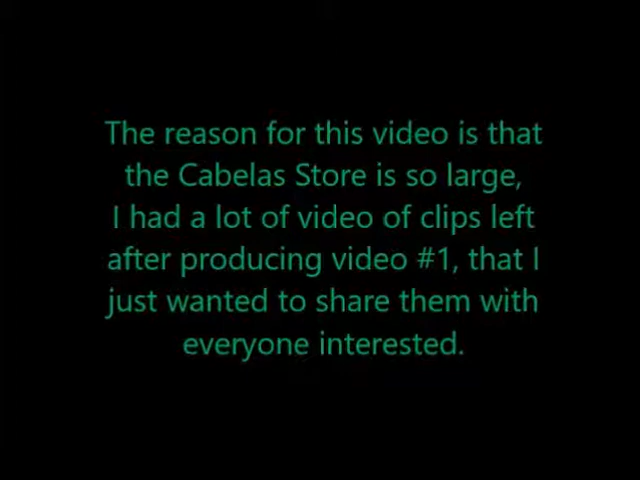 The reason for this video is that
the Cabelas Store is so large,
I had a lot of video of clips left
after producing video #1, that I
just wanted to share them with
everyone interested.